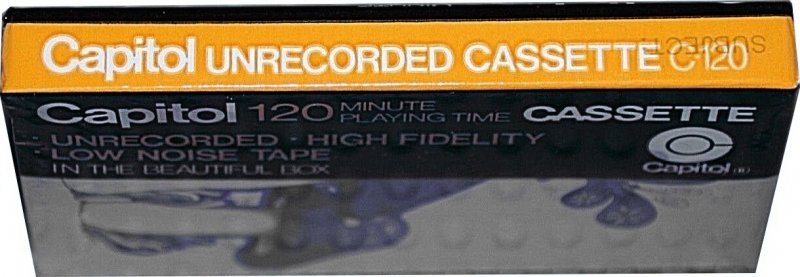 Capitol UNRECORDED CASSETTE C-120
SUBJECT:
Capitol 120 MINUTE PLAYING TIME CASSETTE
UNRECORDED · HIGH FIDELITY
LOW NOISE TAPE
IN THE BEAUTIFUL BOX
Capitol ®